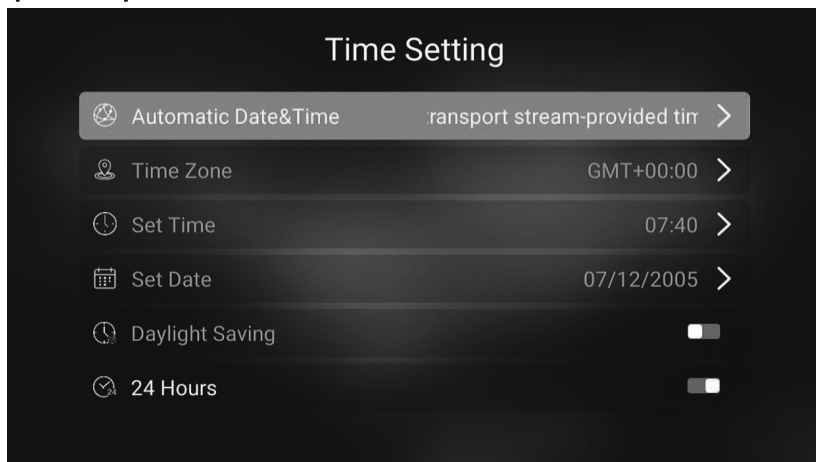 Time Setting
Automatic Date&Time ransport stream-provided
Time Zone GMT+00:00
Set Time 07:40
Set Date 07/12/2005
Daylight Saving
24 Hours